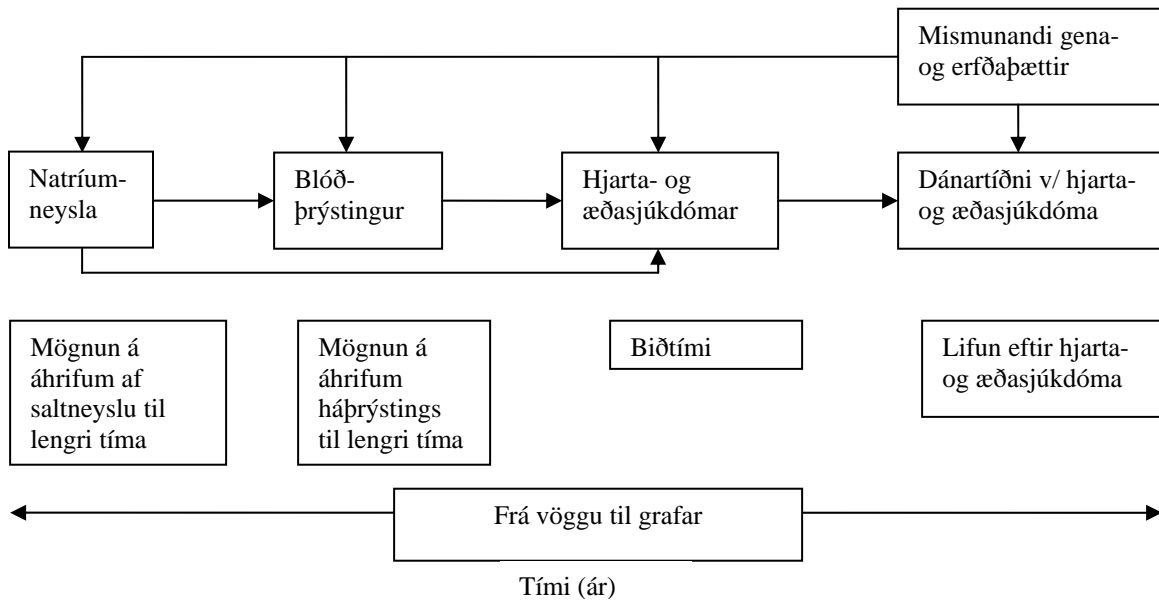 Mismunandi gena-
og erfðaþættir
Natríum-
neysla
Blóð-
þrýstingur
Hjarta- og
æðasjúkdómar
Dánartíðni v/ hjarta-
og æðasjúkdóma
Mögnun á
áhrifum af
saltneyslu til
lengri tíma
Mögnun á
áhrifum
háþrýstings
til lengri tíma
Biðtími
Lifun eftir hjarta-
og æðasjúkdóma
Frá vöggu til grafar
Tími (ár)